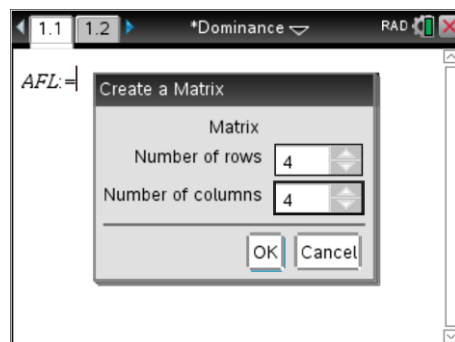 1.1 1.2 *Dominance RAD
AFL:=
Create a Matrix
Matrix
Number of rows 4
Number of columns 4
OK Cancel